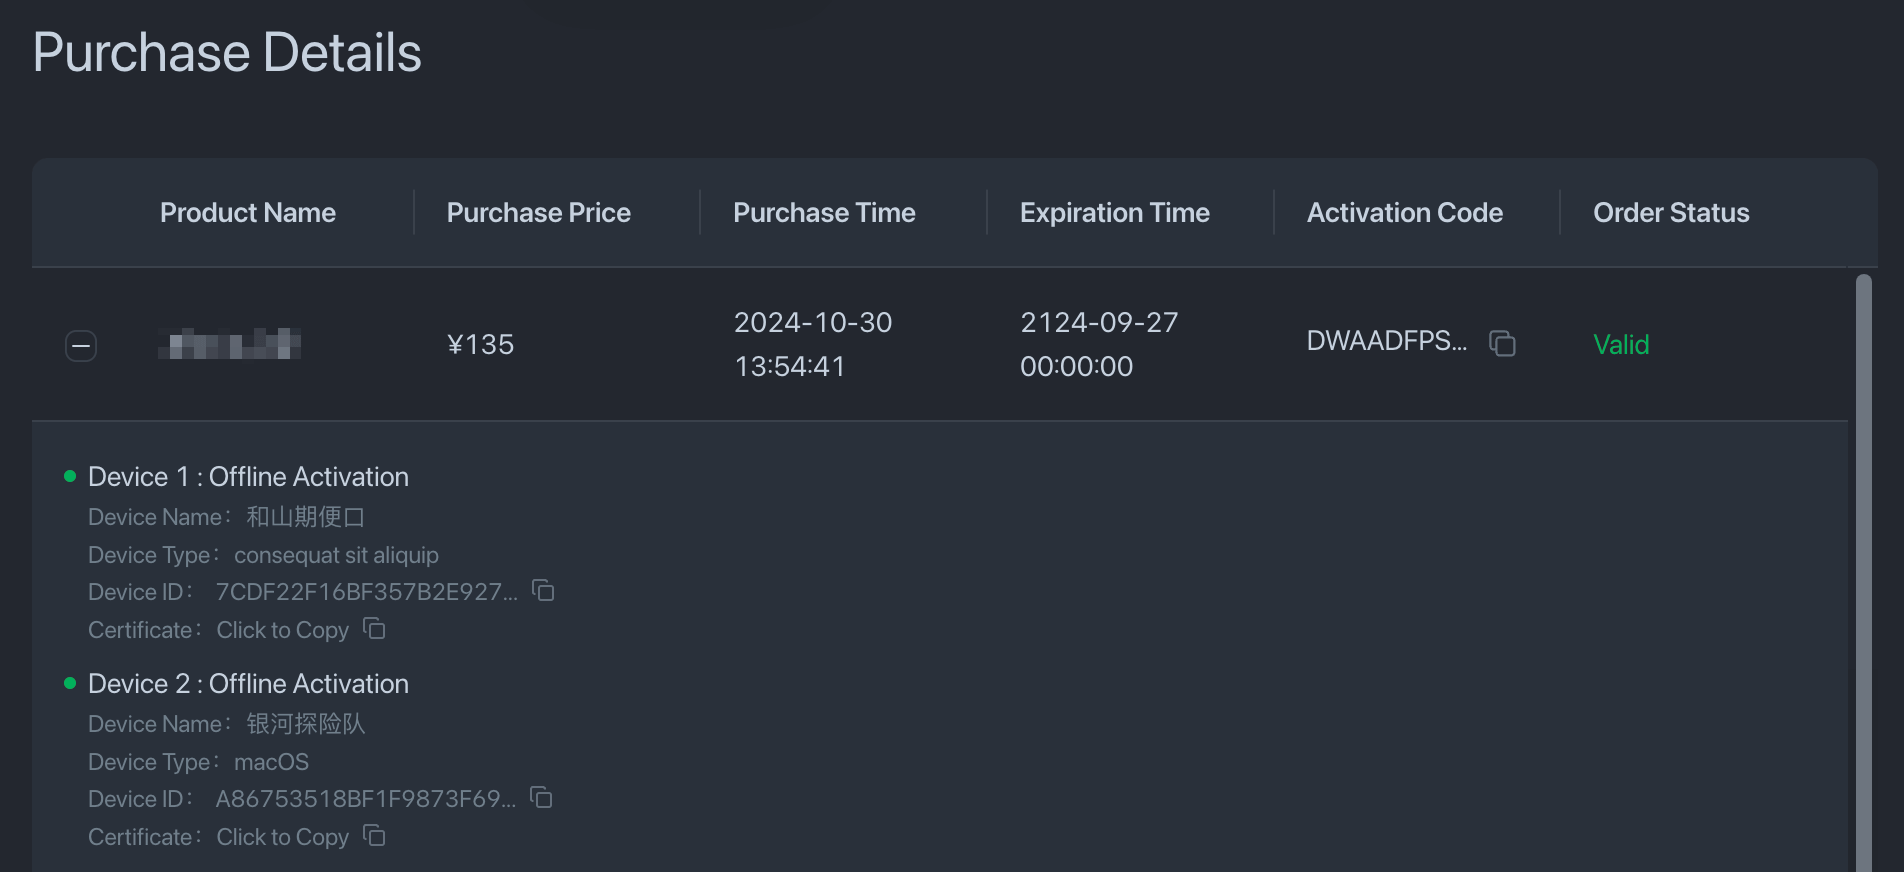 Purchase Details
Product Name Purchase Price Purchase Time Expiration Time Activation Code Order Status
¥135 2024-10-30 13:54:41 2124-09-27 00:00:00 DWAADFPS... Valid
Device 1 : Offline Activation
Device Name： 和山期便口
Device Type： consequat sit aliquip
Device ID： 7CDF22F16BF357B2E927...
Certificate： Click to Copy
Device 2 : Offline Activation
Device Name： 银河探险队
Device Type： macOS
Device ID： A86753518BF1F9873F69...
Certificate： Click to Copy